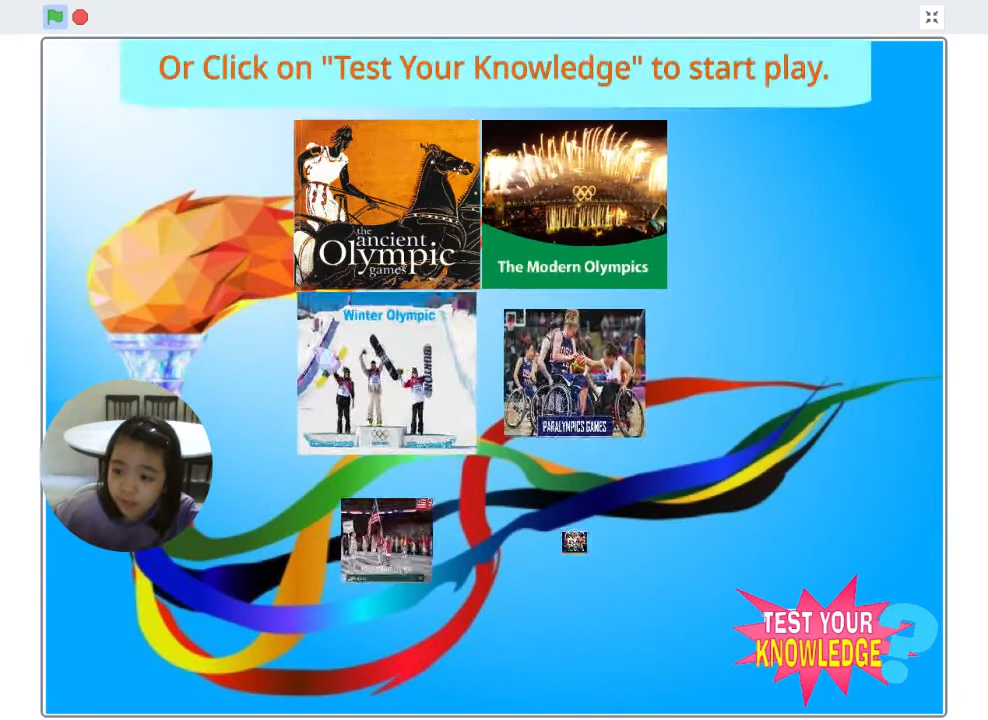 Or Click on "Test Your Knowledge" to start play.
the
ancient
Olympic
games
The Modern Olympics
Winter Olympic
BURTON
PARALYMPICS GAMES
TEST YOUR
KNOWLEDGE ?